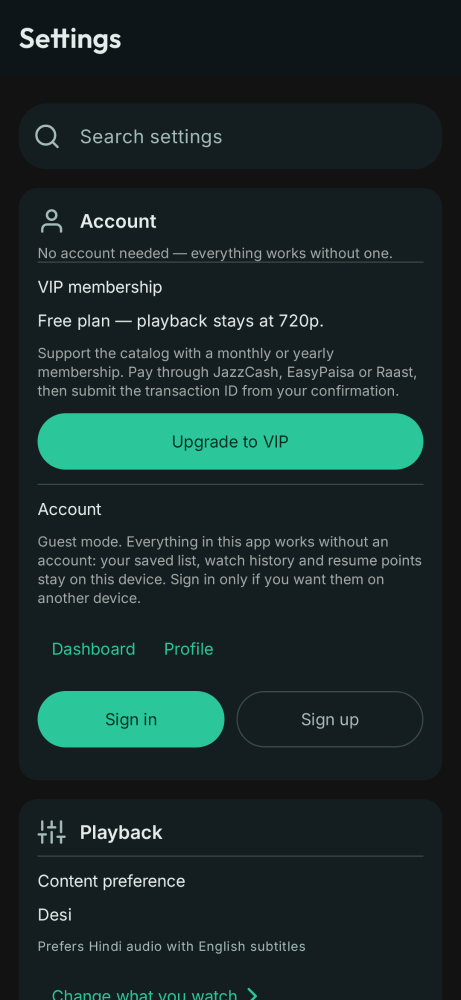 Settings
Search settings
Account
No account needed — everything works without one.
VIP membership
Free plan — playback stays at 720p.
Support the catalog with a monthly or yearly
membership. Pay through JazzCash, EasyPaisa or Raast,
then submit the transaction ID from your confirmation.
Upgrade to VIP
Account
Guest mode. Everything in this app works without an
account: your saved list, watch history and resume points
stay on this device. Sign in only if you want them on
another device.
Dashboard Profile
Sign in Sign up
Playback
Content preference
Desi
Prefers Hindi audio with English subtitles
Change what you watch